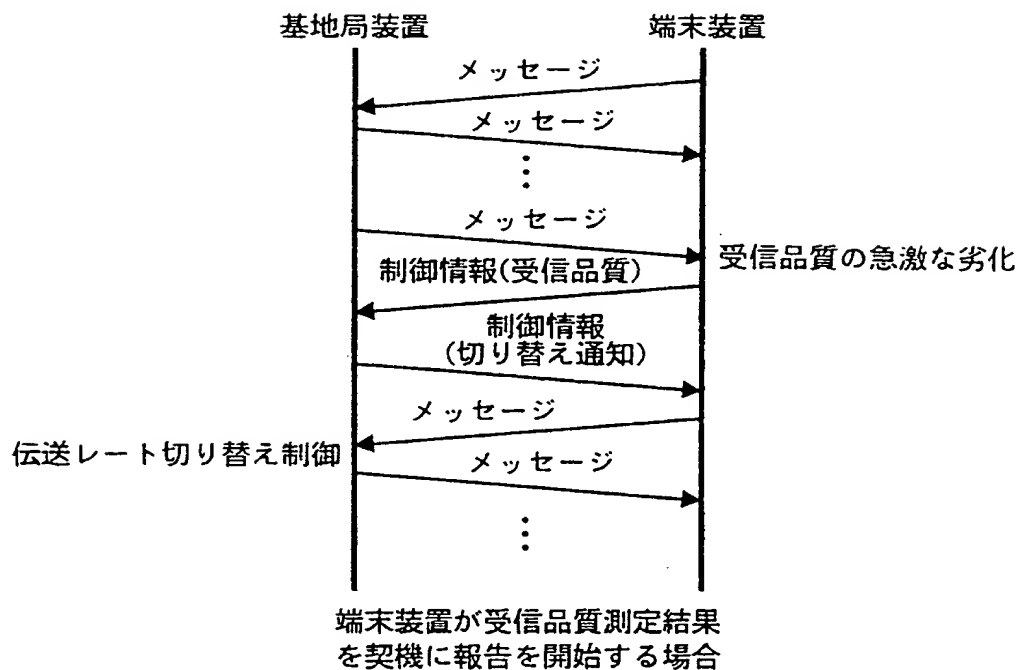 基地局装置
端末装置
メッセージ
メッセージ
⋮
メッセージ
受信品質の急激な劣化
制御情報(受信品質)
制御情報
(切り替え通知)
メッセージ
伝送レート切り替え制御
メッセージ
⋮
端末装置が受信品質測定結果
を契機に報告を開始する場合